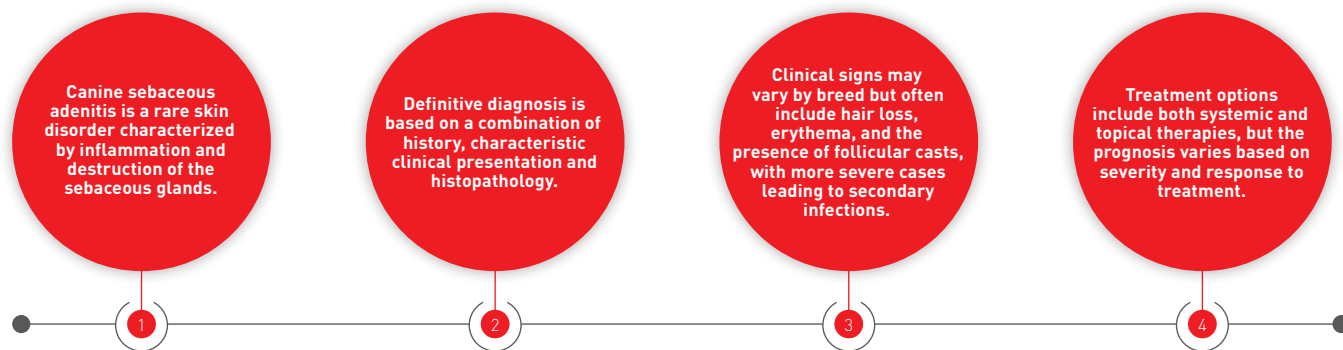 Canine sebaceous
adenitis is a rare skin
disorder characterized
by inflammation and
destruction of the
sebaceous glands.
Definitive diagnosis is
based on a combination of
history, characteristic
clinical presentation and
histopathology.
Clinical signs may
vary by breed but often
include hair loss,
erythema, and the
presence of follicular casts,
with more severe cases
leading to secondary
infections.
Treatment options
include both systemic and
topical therapies, but the
prognosis varies based on
severity and response to
treatment.
1
2
3
4